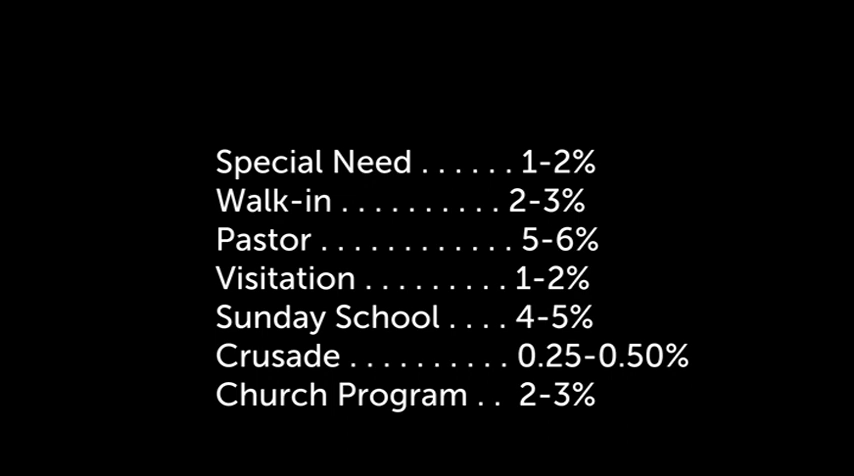 Special Need . . . . . . 1-2%
Walk-in . . . . . . . . . . 2-3%
Pastor . . . . . . . . . . . . 5-6%
Visitation . . . . . . . . . 1-2%
Sunday School . . . . 4-5%
Crusade . . . . . . . . . . 0.25-0.50%
Church Program . . 2-3%